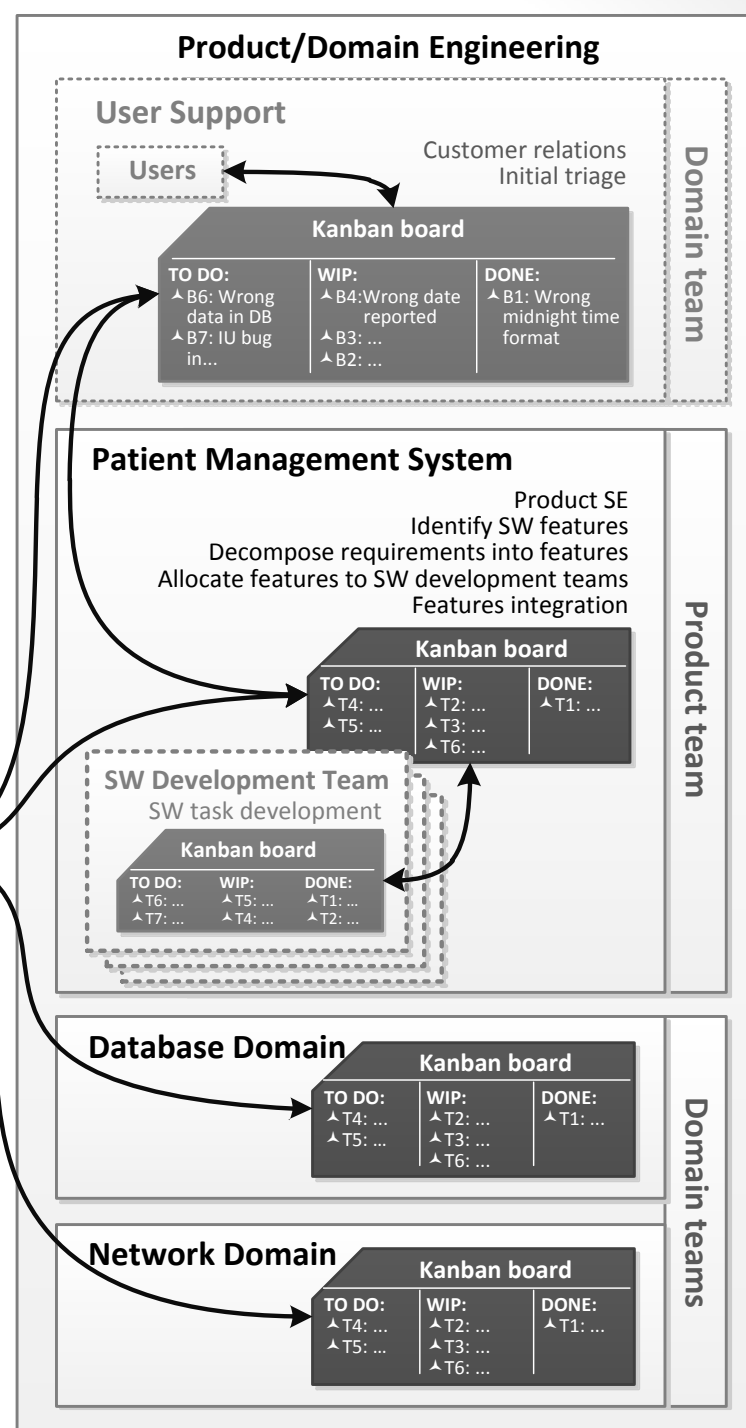 Product/Domain Engineering
User Support
Users
Customer relations
Initial triage
Domain team
Kanban board
TO DO:
B6: Wrong
data in DB
B7: IU bug
in...
WIP:
B4:Wrong date
reported
B3: ...
B2: ...
DONE:
B1: Wrong
midnight time
format
Patient Management System
Product SE
Identify SW features
Decompose requirements into features
Allocate features to SW development teams
Features integration
Product team
Kanban board
TO DO:
T4: ...
T5: ...
WIP:
T2: ...
T3: ...
T6: ...
DONE:
T1: ...
SW Development Team
SW task development
Kanban board
TO DO:
T6: ...
T7: ...
WIP:
T5: ...
T4: ...
DONE:
T1: ...
T2: ...
Database Domain
Kanban board
TO DO:
T4: ...
T5: ...
WIP:
T2: ...
T3: ...
T6: ...
DONE:
T1: ...
Domain teams
Network Domain
Kanban board
TO DO:
T4: ...
T5: ...
WIP:
T2: ...
T3: ...
T6: ...
DONE:
T1: ...